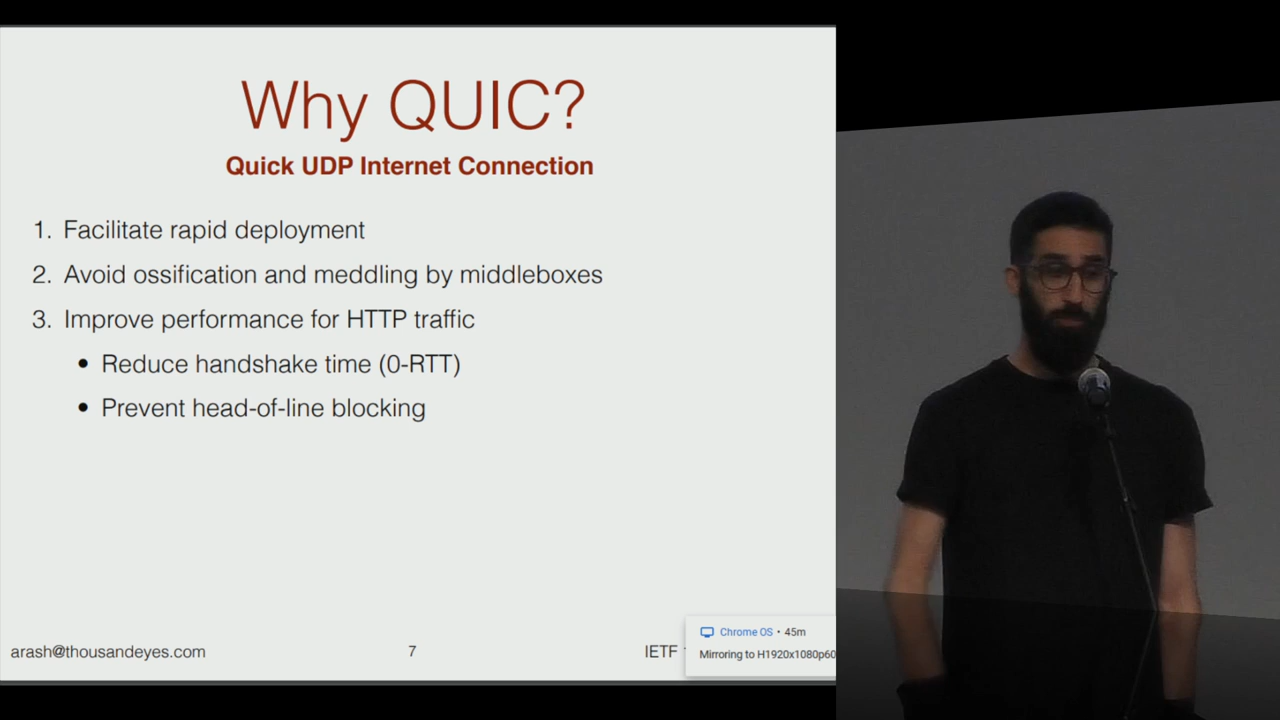 Why QUIC?
Quick UDP Internet Connection
1. Facilitate rapid deployment
2. Avoid ossification and meddling by middleboxes
3. Improve performance for HTTP traffic
• Reduce handshake time (0-RTT)
• Prevent head-of-line blocking
arash@thousandeyes.com
7
IETF
Chrome OS • 45m
Mirroring to H1920x1080p60